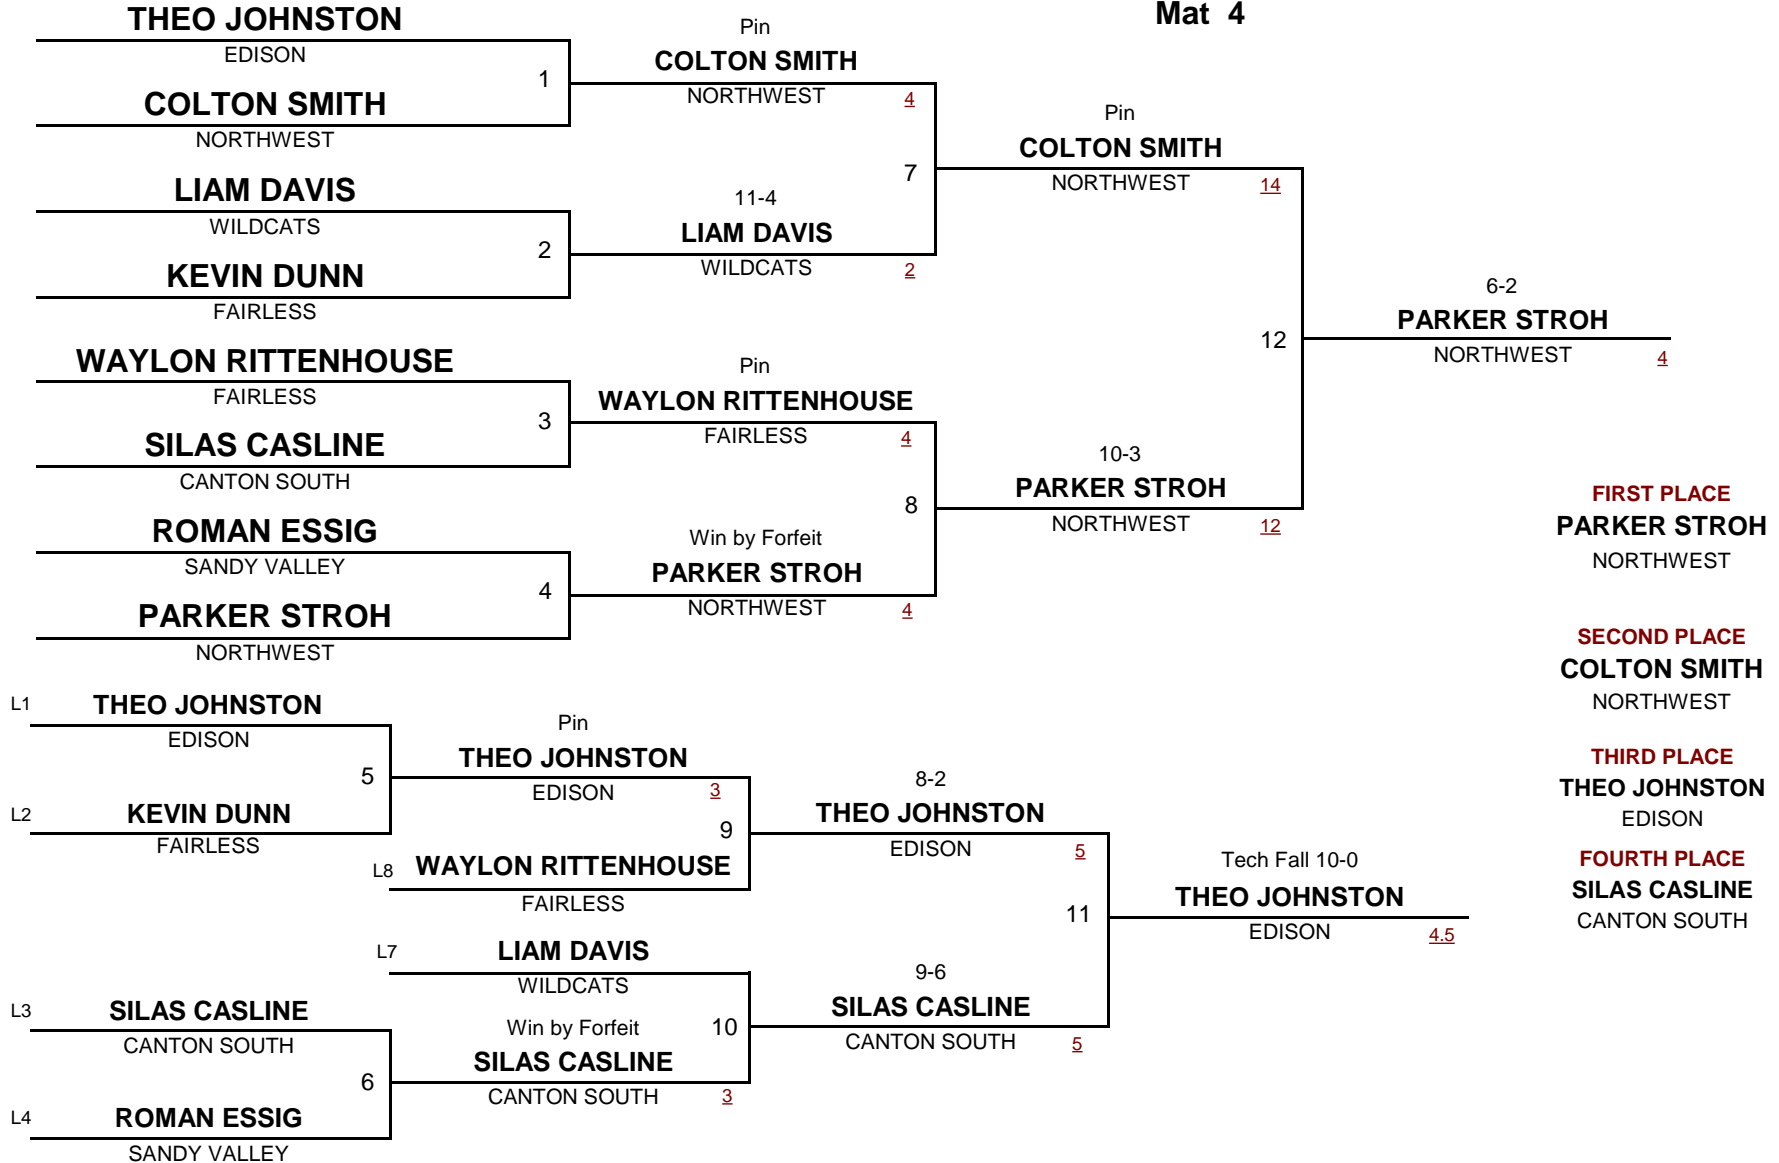 Mat 4
THEO JOHNSTON
EDISON
1
COLTON SMITH
NORTHWEST
LIAM DAVIS
WILDCATS
2
KEVIN DUNN
FAIRLESS
WAYLON RITTENHOUSE
FAIRLESS
3
SILAS CASLINE
CANTON SOUTH
ROMAN ESSIG
SANDY VALLEY
4
PARKER STROH
NORTHWEST
Pin
COLTON SMITH
NORTHWEST 4
7
11-4
LIAM DAVIS
WILDCATS 2
Pin
WAYLON RITTENHOUSE
FAIRLESS 4
8
Win by Forfeit
PARKER STROH
NORTHWEST 4
Pin
COLTON SMITH
NORTHWEST 14
12
10-3
PARKER STROH
NORTHWEST 12
6-2
PARKER STROH
NORTHWEST 4
FIRST PLACE
PARKER STROH
NORTHWEST
SECOND PLACE
COLTON SMITH
NORTHWEST
THIRD PLACE
THEO JOHNSTON
EDISON
FOURTH PLACE
SILAS CASLINE
CANTON SOUTH
L1 THEO JOHNSTON
EDISON
5
L2 KEVIN DUNN
FAIRLESS
Pin
THEO JOHNSTON
EDISON 3
9
L8 WAYLON RITTENHOUSE
FAIRLESS
L7 LIAM DAVIS
WILDCATS
10
Win by Forfeit
SILAS CASLINE
CANTON SOUTH 3
L3 SILAS CASLINE
CANTON SOUTH
6
L4 ROMAN ESSIG
SANDY VALLEY
8-2
THEO JOHNSTON
EDISON 5
11
9-6
SILAS CASLINE
CANTON SOUTH 5
Tech Fall 10-0
THEO JOHNSTON
EDISON 4.5